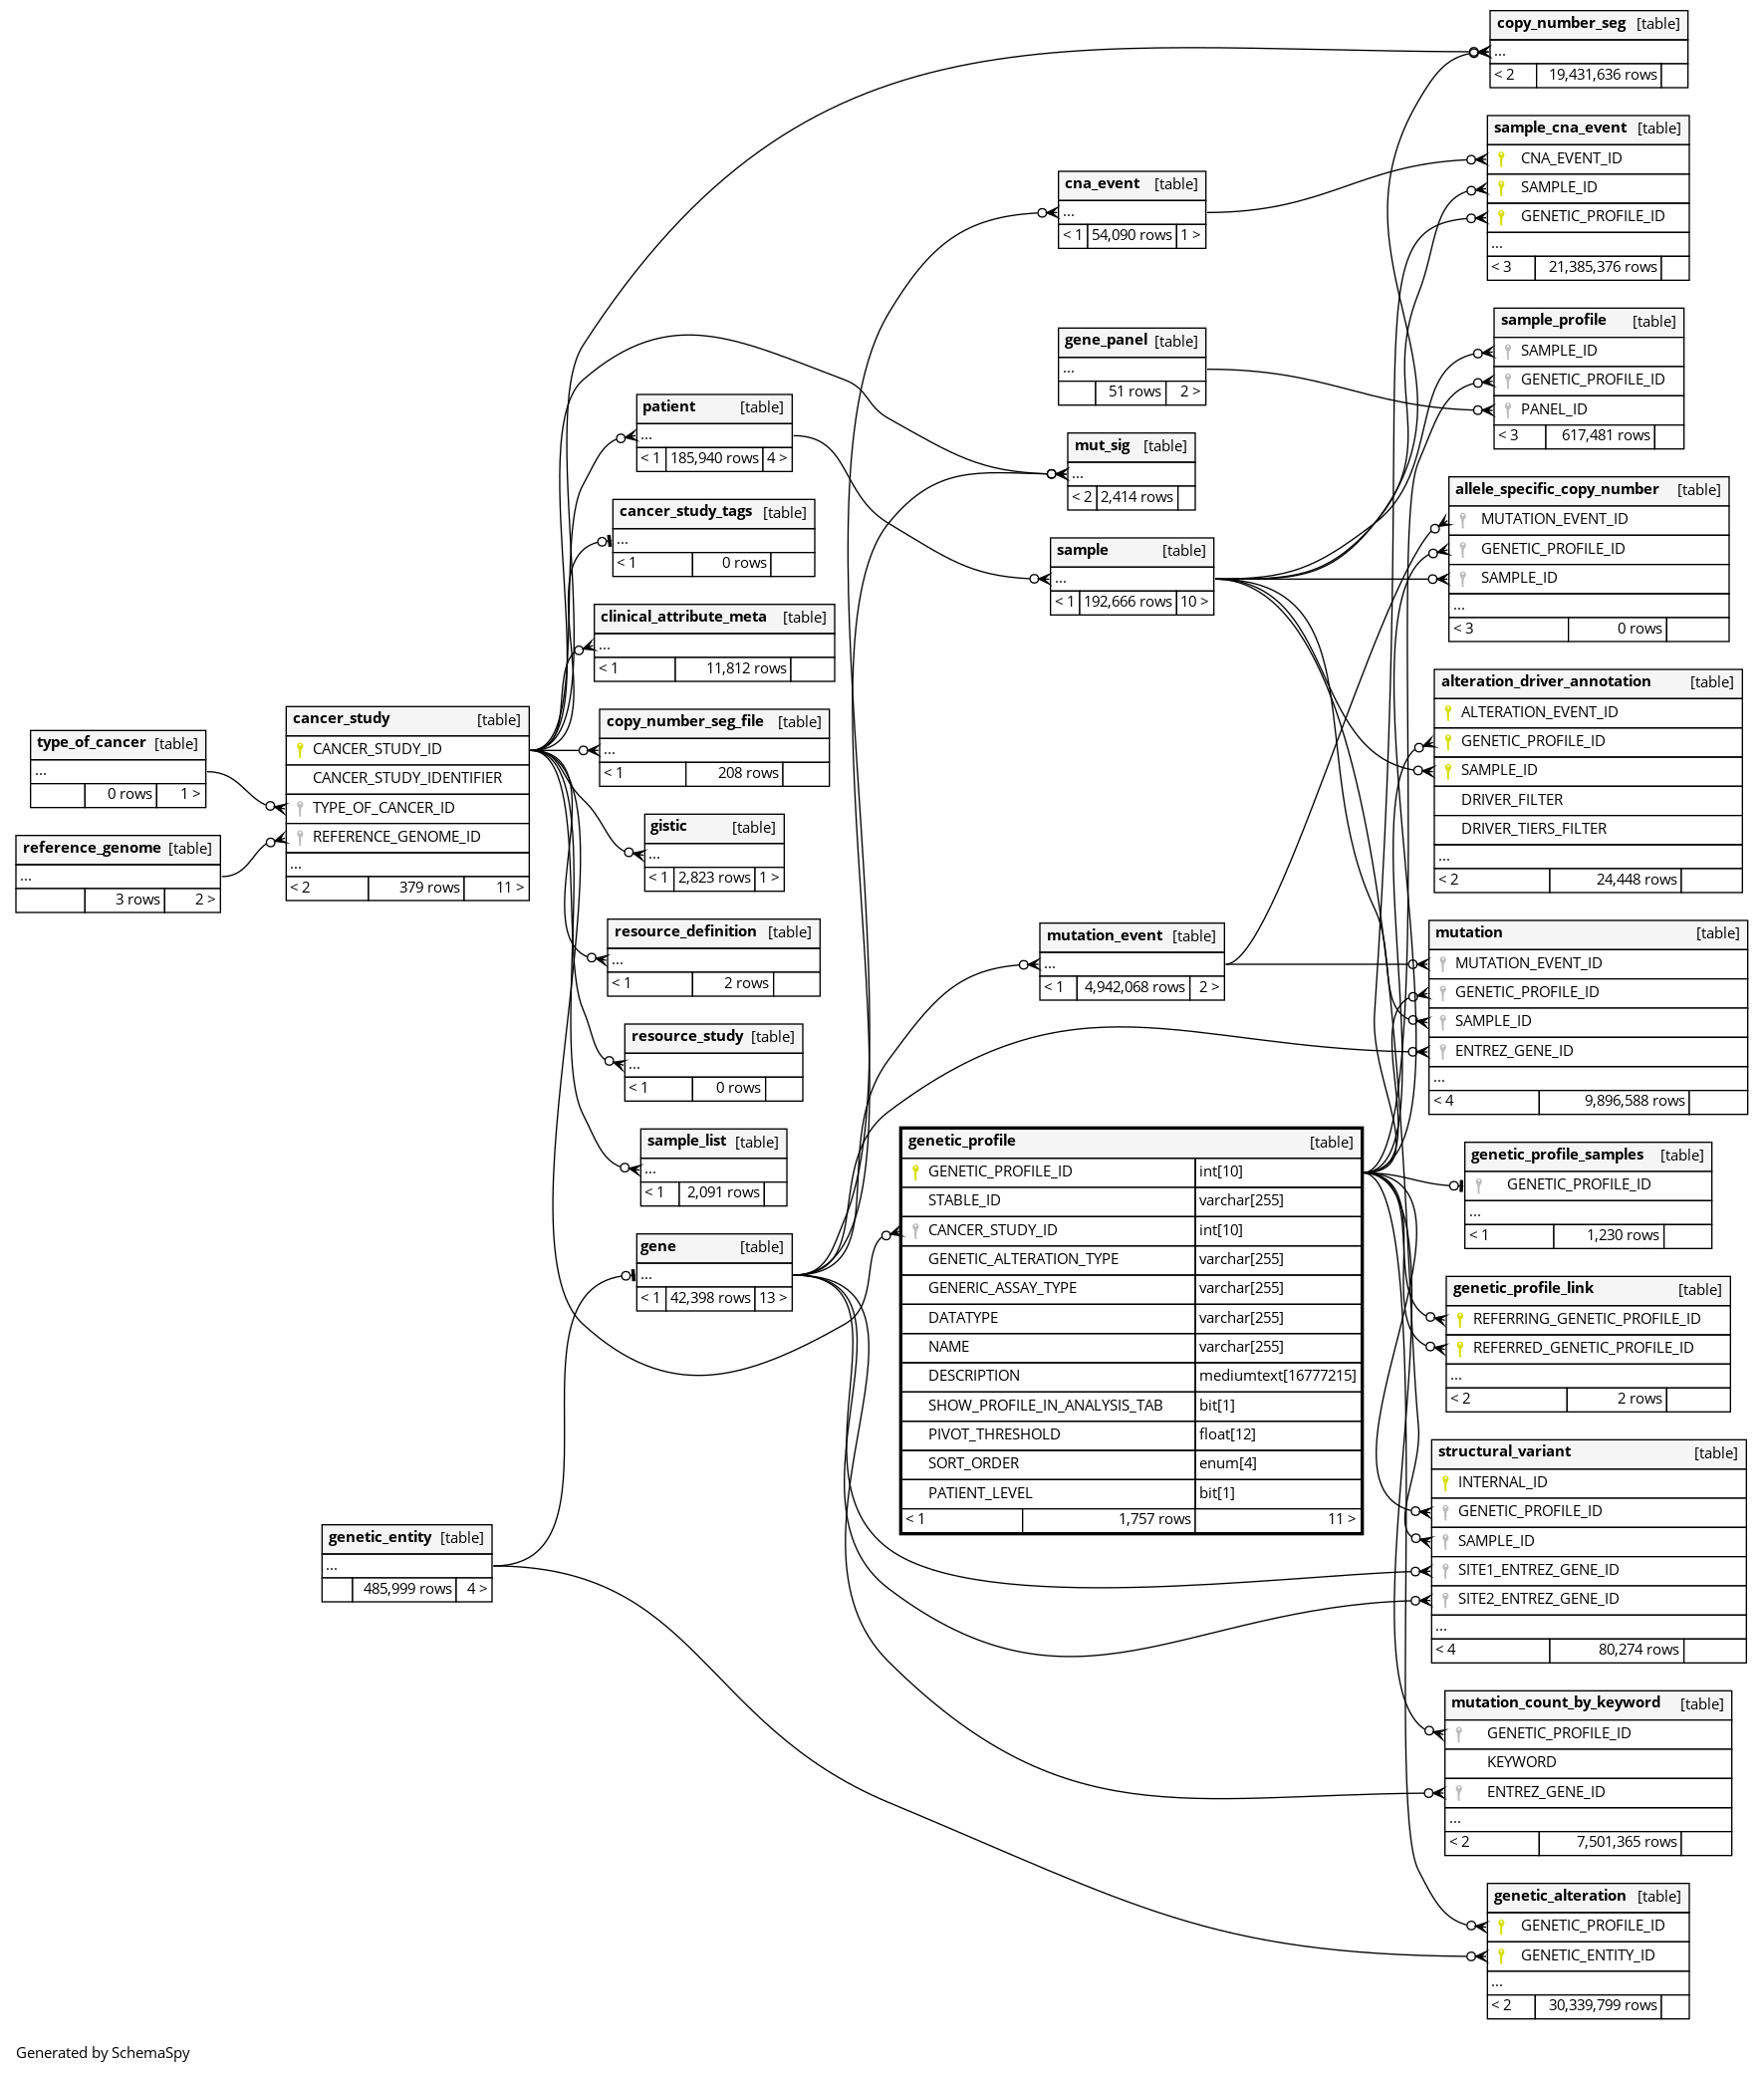 copy_number_seg [table]
...
< 2 19,431,636 rows
sample_cna_event [table]
CNA_EVENT_ID
SAMPLE_ID
GENETIC_PROFILE_ID
...
< 3 21,385,376 rows
cna_event [table]
...
< 1 54,090 rows 1 >
sample_profile [table]
SAMPLE_ID
GENETIC_PROFILE_ID
PANEL_ID
< 3 617,481 rows
gene_panel [table]
...
51 rows 2 >
patient [table]
...
< 1 185,940 rows 4 >
mut_sig [table]
...
< 2 2,414 rows
allele_specific_copy_number [table]
MUTATION_EVENT_ID
GENETIC_PROFILE_ID
SAMPLE_ID
...
< 3 0 rows
cancer_study_tags [table]
...
< 1 0 rows
sample [table]
...
< 1 192,666 rows 10 >
clinical_attribute_meta [table]
...
< 1 11,812 rows
alteration_driver_annotation [table]
ALTERATION_EVENT_ID
GENETIC_PROFILE_ID
SAMPLE_ID
DRIVER_FILTER
DRIVER_TIERS_FILTER
...
< 2 24,448 rows
type_of_cancer [table]
...
0 rows 1 >
reference_genome [table]
...
3 rows 2 >
cancer_study [table]
CANCER_STUDY_ID
CANCER_STUDY_IDENTIFIER
TYPE_OF_CANCER_ID
REFERENCE_GENOME_ID
...
< 2 379 rows 11 >
copy_number_seg_file [table]
...
< 1 208 rows
gistic [table]
...
< 1 2,823 rows 1 >
resource_definition [table]
...
< 1 2 rows
mutation_event [table]
...
< 1 4,942,068 rows 2 >
mutation [table]
MUTATION_EVENT_ID
GENETIC_PROFILE_ID
SAMPLE_ID
ENTREZ_GENE_ID
...
< 4 9,896,588 rows
resource_study [table]
...
< 1 0 rows
sample_list [table]
...
< 1 2,091 rows
gene [table]
...
< 1 42,398 rows 13 >
genetic_profile [table]
GENETIC_PROFILE_ID int[10]
STABLE_ID varchar[255]
CANCER_STUDY_ID int[10]
GENETIC_ALTERATION_TYPE varchar[255]
GENERIC_ASSAY_TYPE varchar[255]
DATATYPE varchar[255]
NAME varchar[255]
DESCRIPTION mediumtext[16777215]
SHOW_PROFILE_IN_ANALYSIS_TAB bit[1]
PIVOT_THRESHOLD float[12]
SORT_ORDER enum[4]
PATIENT_LEVEL bit[1]
< 1 1,757 rows 11 >
genetic_profile_samples [table]
GENETIC_PROFILE_ID
...
< 1 1,230 rows
genetic_profile_link [table]
REFERRING_GENETIC_PROFILE_ID
REFERRED_GENETIC_PROFILE_ID
...
< 2 2 rows
structural_variant [table]
INTERNAL_ID
GENETIC_PROFILE_ID
SAMPLE_ID
SITE1_ENTREZ_GENE_ID
SITE2_ENTREZ_GENE_ID
...
< 4 80,274 rows
genetic_entity [table]
...
485,999 rows 4 >
mutation_count_by_keyword [table]
GENETIC_PROFILE_ID
KEYWORD
ENTREZ_GENE_ID
...
< 2 7,501,365 rows
genetic_alteration [table]
GENETIC_PROFILE_ID
GENETIC_ENTITY_ID
...
< 2 30,339,799 rows
Generated by SchemaSpy